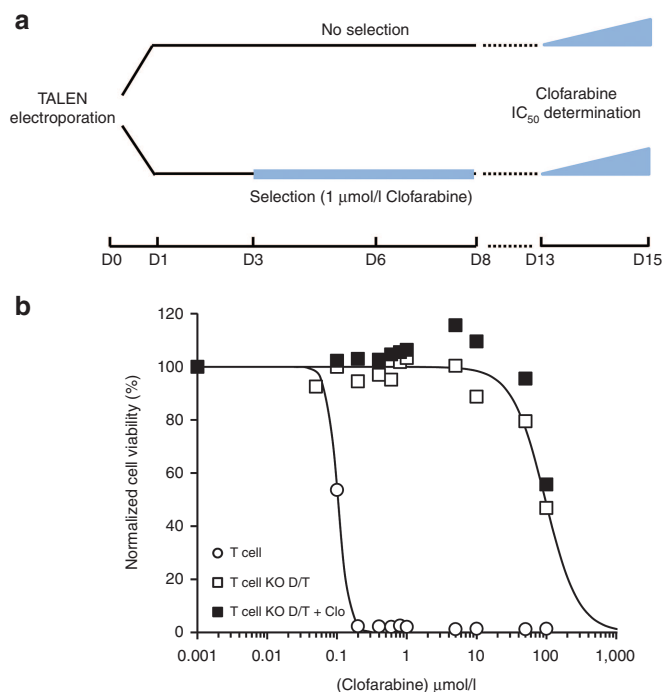 a
No selection
TALEN
electroporation
Clofarabine
IC50 determination
Selection (1 μmol/l Clofarabine)
D0 D1 D3 D6 D8 D13 D15
b
120
100
80
60
40
20
0
Normalized cell viability (%)
T cell
T cell KO D/T
T cell KO D/T + Clo
0.001 0.01 0.1 1 10 100 1,000
(Clofarabine) μmol/l